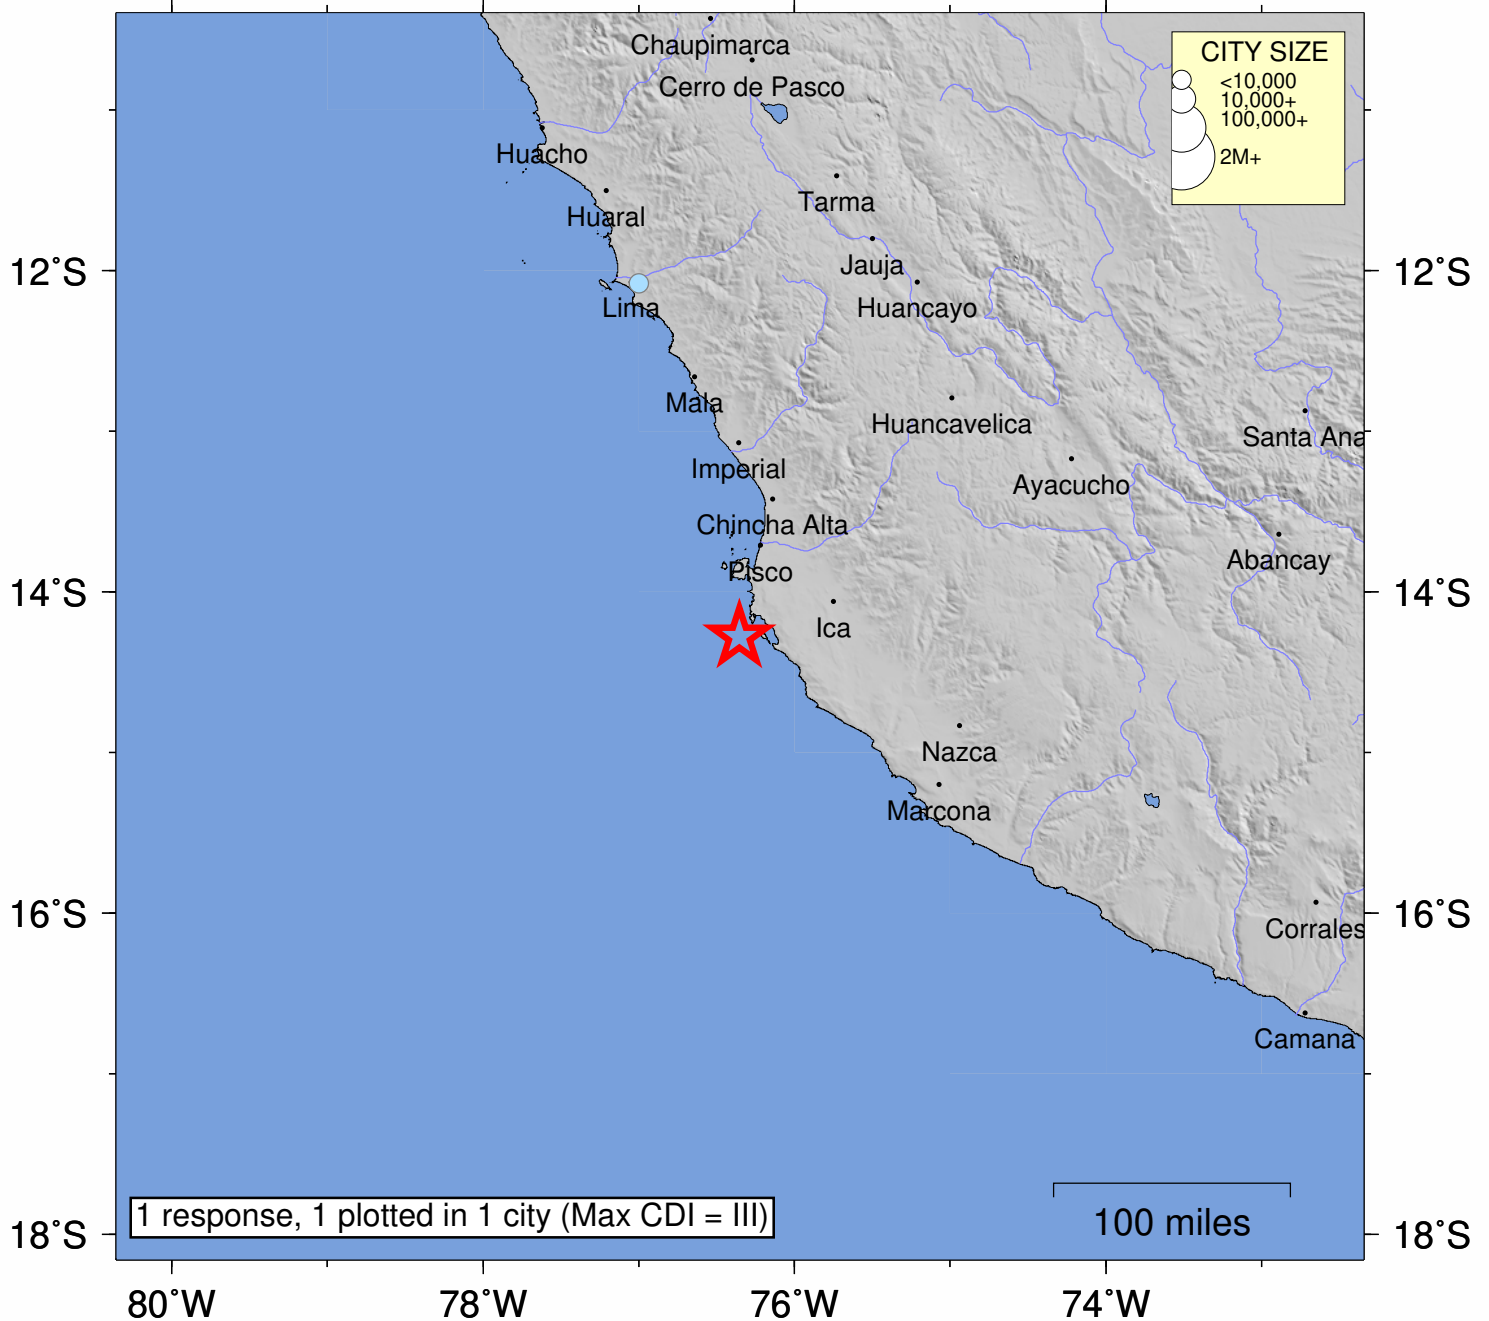 Chaupimarca
CITY SIZE
<10,000
10,000+
100,000+
2M+
Cerro de Pasco
Huacho
Tarma
Huaral
12°S
Jauja
12°S
Lima
Huancayo
Mala
Huancavelica
Santa Ana
Imperial
Ayacucho
Chincha Alta
Abancay
Pisco
14°S
14°S
Ica
Nazca
Marcona
16°S
16°S
Corrales
Camana
1 response, 1 plotted in 1 city (Max CDI = III)
100 miles
18°S
18°S
80°W
78°W
76°W
74°W